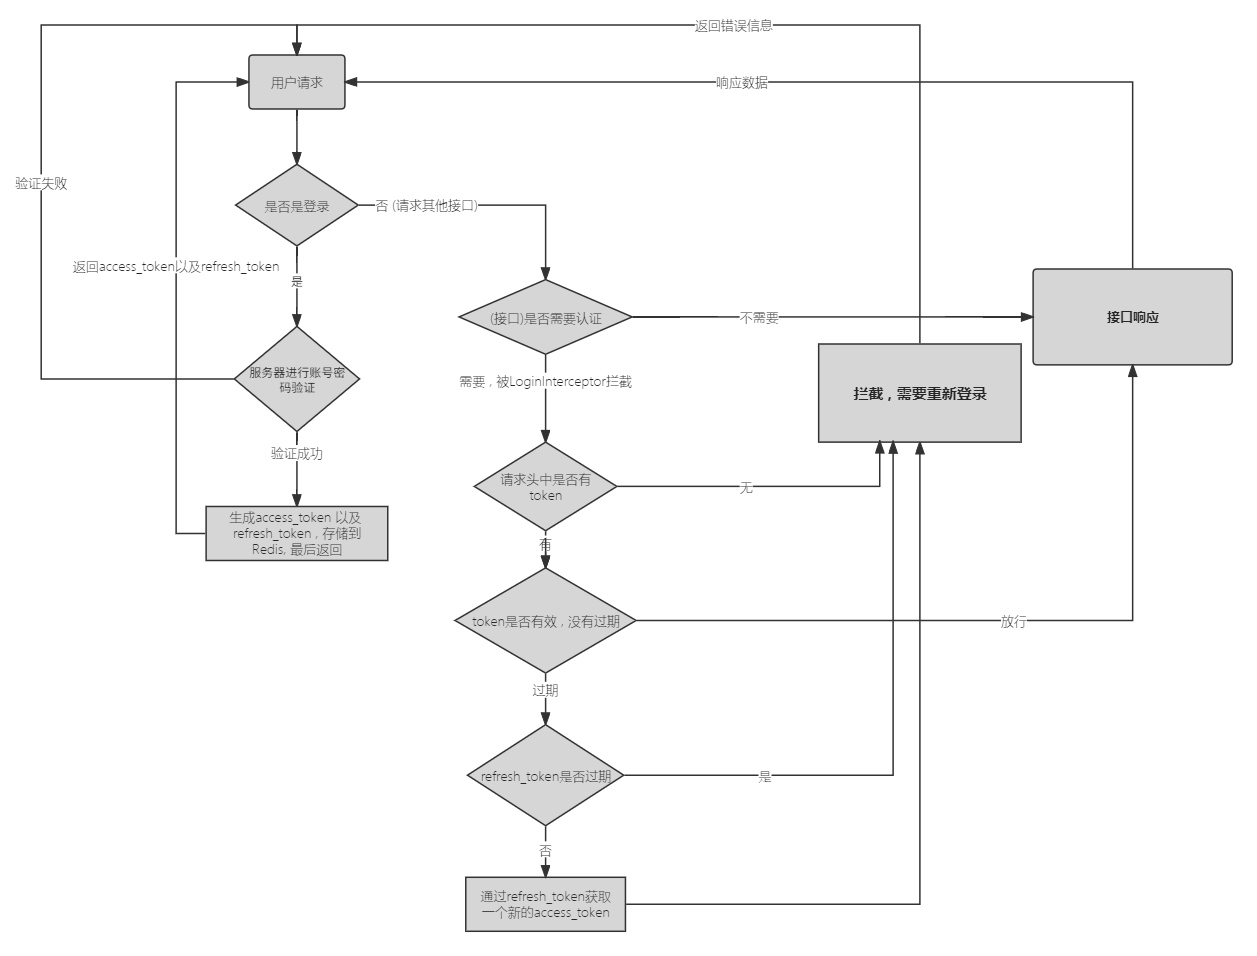 返回错误信息
用户请求
响应数据
验证失败
是否是登录
否 (请求其他接口)
返回access_token以及refresh_token
是
(接口)是否需要认证
不需要
接口响应
服务器进行账号密
码验证
需要，被LoginInterceptor拦截
拦截，需要重新登录
验证成功
请求头中是否有
token
无
生成access_token 以及
refresh_token，存储到
Redis, 最后返回
有
token是否有效，没有过期
放行
过期
refresh_token是否过期
是
否
通过refresh_token获取
一个新的access_token